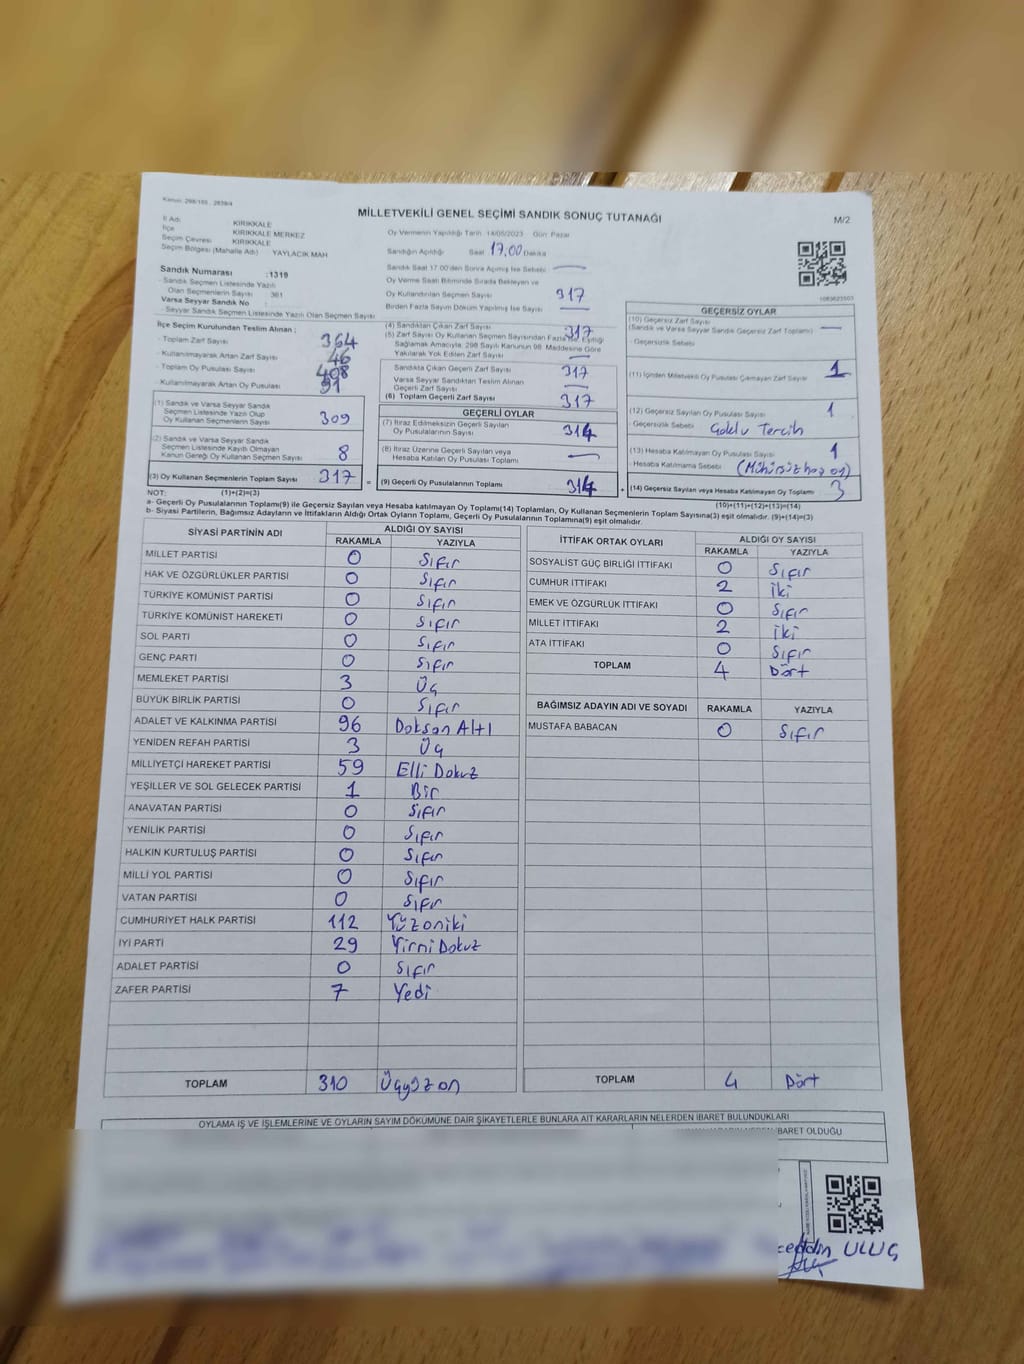 Kanun: 298/105 , 2839/4
MİLLETVEKİLİ GENEL SEÇİMİ SANDIK SONUÇ TUTANAĞI
M/2
İl Adı KIRIKKALE
İlçe KIRIKKALE MERKEZ
Seçim Çevresi KIRIKKALE
Seçim Bölgesi (Mahalle Adı) YAYLACIK MAH
Sandık Numarası :1319
Sandık Seçmen Listesinde Yazılı
Olan Seçmenlerin Sayısı 361
Varsa Seyyar Sandık No :
Seyyar Sandık Seçmen Listesinde Yazılı Olan Seçmen Sayısı
Oy Vermenin Yapıldığı Tarih 14/05/2023 Gün: Pazar
Sandığın Açıldığı Saat 17,00 Dakika
Sandık Saat 17.00'den Sonra Açılmış İse Sebebi
Oy Verme Saati Bitiminde Sırada Bekleyen ve
Oy Kullandırılan Seçmen Sayısı 317
Birden Fazla Sayım Döküm Yapılmış İse Sayısı
İlçe Seçim Kurulundan Teslim Alınan :
- Toplam Zarf Sayısı 364
- Kullanılmayarak Artan Zarf Sayısı 46
- Toplam Oy Pusulası Sayısı 408
- Kullanılmayarak Artan Oy Pusulası 91
(1) Sandık ve Varsa Seyyar Sandık
Seçmen Listesinde Yazılı Olup
Oy Kullanan Seçmenlerin Sayısı 309
(2) Sandık ve Varsa Seyyar Sandık
Seçmen Listesinde Kayıtlı Olmayan
Kanun Gereği Oy Kullanan Seçmen Sayısı 8
(3) Oy Kullanan Seçmenlerin Toplam Sayısı 317
(4) Sandıktan Çıkan Zarf Sayısı 317
(5) Zarf Sayısı Oy Kullanan Seçmen Sayısından Fazla İse, Eşitliği
Sağlamak Amacıyla, 298 Sayılı Kanunun 98. Maddesine Göre
Yakılarak Yok Edilen Zarf Sayısı
Sandıkta Çıkan Geçerli Zarf Sayısı 317
Varsa Seyyar Sandıktan Teslim Alınan
Geçerli Zarf Sayısı
(6) Toplam Geçerli Zarf Sayısı 317
GEÇERLİ OYLAR
(7) İtiraz Edilmeksizin Geçerli Sayılan
Oy Pusulalarının Sayısı 314
(8) İtiraz Üzerine Geçerli Sayılan veya
Hesaba Katılan Oy Pusulası Toplamı
= (9) Geçerli Oy Pusulalarının Toplamı 314
1083623503
GEÇERSİZ OYLAR
(10) Geçersiz Zarf Sayısı
(Sandık ve Varsa Seyyar Sandık Geçersiz Zarf Toplamı)
- Geçersizlik Sebebi
(11) İçinden Milletvekili Oy Pusulası Çıkmayan Zarf Sayısı 1
(12) Geçersiz Sayılan Oy Pusulası Sayısı 1
- Geçersizlik Sebebi Çoklu Tercih
(13) Hesaba Katılmayan Oy Pusulası Sayısı 1
- Hesaba Katılmama Sebebi (Mühürsüz boş oy)
+ (14) Geçersiz Sayılan veya Hesaba Katılmayan Oy Toplamı 3
NOT: (1)+(2)=(3)
(10)+(11)+(12)+(13)=(14)
a- Geçerli Oy Pusulaları Toplamı(9) ile Geçersiz Sayılan veya Hesaba katılmayan Oy Toplamı(14) Toplamları, Oy Kullanan Seçmenlerin Toplam Sayısına(3) eşit olmalıdır. (9)+(14)=(3)
b- Siyasi Partilerin, Bağımsız Adayların ve İttifakların Aldığı Ortak Oyların Toplamı, Geçerli Oy Pusulalarının Toplamına(9) eşit olmalıdır.
SİYASİ PARTİNİN ADI ALDIĞI OY SAYISI
RAKAMLA YAZIYLA
MİLLET PARTİSİ 0 Sıfır
HAK VE ÖZGÜRLÜKLER PARTİSİ 0 Sıfır
TÜRKİYE KOMÜNİST PARTİSİ 0 Sıfır
TÜRKİYE KOMÜNİST HAREKETİ 0 Sıfır
SOL PARTİ 0 Sıfır
GENÇ PARTİ 0 Sıfır
MEMLEKET PARTİSİ 3 Üç
BÜYÜK BİRLİK PARTİSİ 0 Sıfır
ADALET VE KALKINMA PARTİSİ 96 Doksan Altı
YENİDEN REFAH PARTİSİ 3 Üç
MİLLİYETÇİ HAREKET PARTİSİ 59 Elli Dokuz
YEŞİLLER VE SOL GELECEK PARTİSİ 1 Bir
ANAVATAN PARTİSİ 0 Sıfır
YENİLİK PARTİSİ 0 Sıfır
HALKIN KURTULUŞ PARTİSİ 0 Sıfır
MİLLİ YOL PARTİSİ 0 Sıfır
VATAN PARTİSİ 0 Sıfır
CUMHURİYET HALK PARTİSİ 112 Yüzoniki
İYİ PARTİ 29 Yirmi Dokuz
ADALET PARTİSİ 0 Sıfır
ZAFER PARTİSİ 7 Yedi
TOPLAM 310 Üçyüzon
İTTİFAK ORTAK OYLARI ALDIĞI OY SAYISI
RAKAMLA YAZIYLA
SOSYALİST GÜÇ BİRLİĞİ İTTİFAKI 0 Sıfır
CUMHUR İTTİFAKI 2 iki
EMEK VE ÖZGÜRLÜK İTTİFAKI 0 Sıfır
MİLLET İTTİFAKI 2 iki
ATA İTTİFAKI 0 Sıfır
TOPLAM 4 Dört
BAĞIMSIZ ADAYIN ADI VE SOYADI RAKAMLA YAZIYLA
MUSTAFA BABACAN 0 Sıfır
TOPLAM 4 Dört
OYLAMA İŞ VE İŞLEMLERİNE VE OYLARIN SAYIM DÖKÜMÜNE DAİR ŞİKAYETLERLE BUNLARA AİT KARARLARIN NELERDEN İBARET BULUNDUKLARI
İBARET OLDUĞU
ceddin ULUÇ